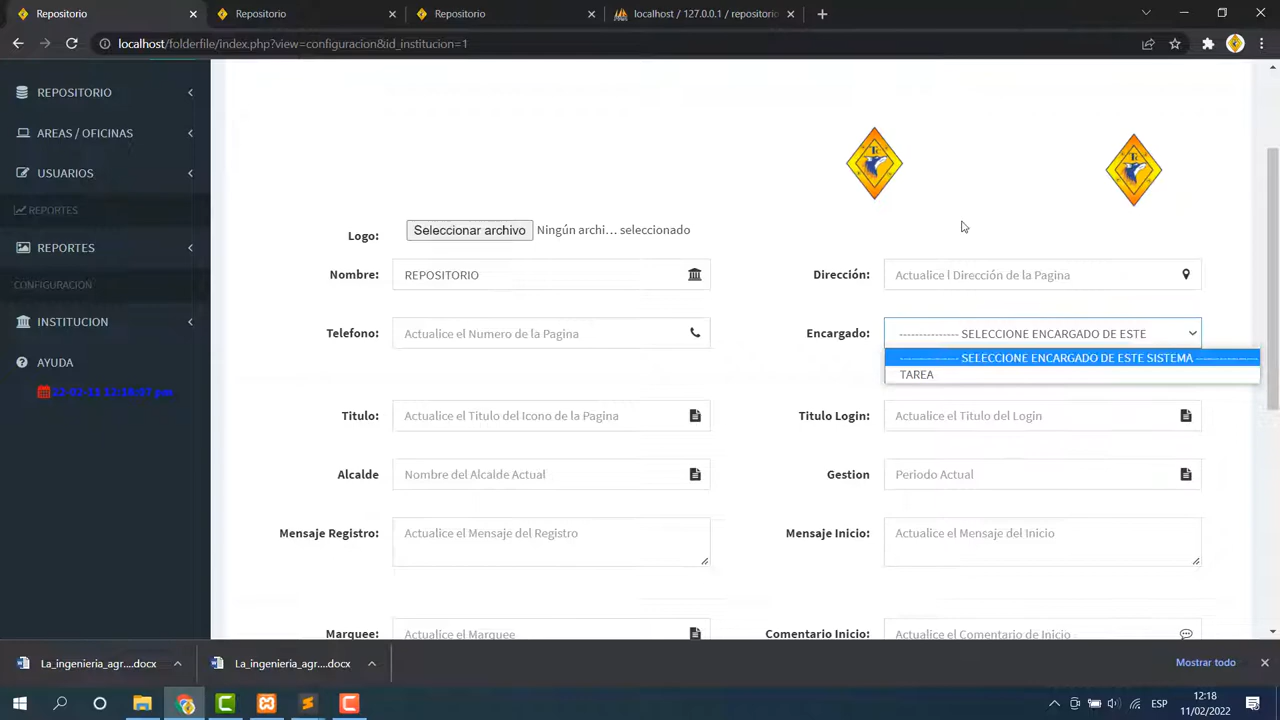 Repositorio
Repositorio
Repositorio
localhost / 127.0.0.1 / repositorio
localhost/folderfile/index.php?view=configuracion&id_institucion=1
REPOSITORIO
AREAS / OFICINAS
USUARIOS
REPORTES
REPORTES
CONFIGURACIÓN
INSTITUCION
AYUDA
Logo:
Seleccionar archivo Ningún archi... seleccionado
Nombre:
REPOSITORIO
Dirección:
Actualice l Dirección de la Pagina
Telefono:
Actualice el Numero de la Pagina
Encargado:
--------------- SELECCIONE ENCARGADO DE ESTE
SELECCIONE ENCARGADO DE ESTE SISTEMA
TAREA
Titulo:
Actualice el Titulo del Icono de la Pagina
Titulo Login:
Actualice el Titulo del Login
Alcalde
Nombre del Alcalde Actual
Gestion
Periodo Actual
Mensaje Registro:
Actualice el Mensaje del Registro
Mensaje Inicio:
Actualice el Mensaje del Inicio
Marquee:
Actualice el Marquee
Comentario Inicio:
Actualice el Comentario de Inicio
La_ingenieria_agr....docx
La_ingenieria_agr....docx
Mostrar todo
ESP
12:18
11/02/2022